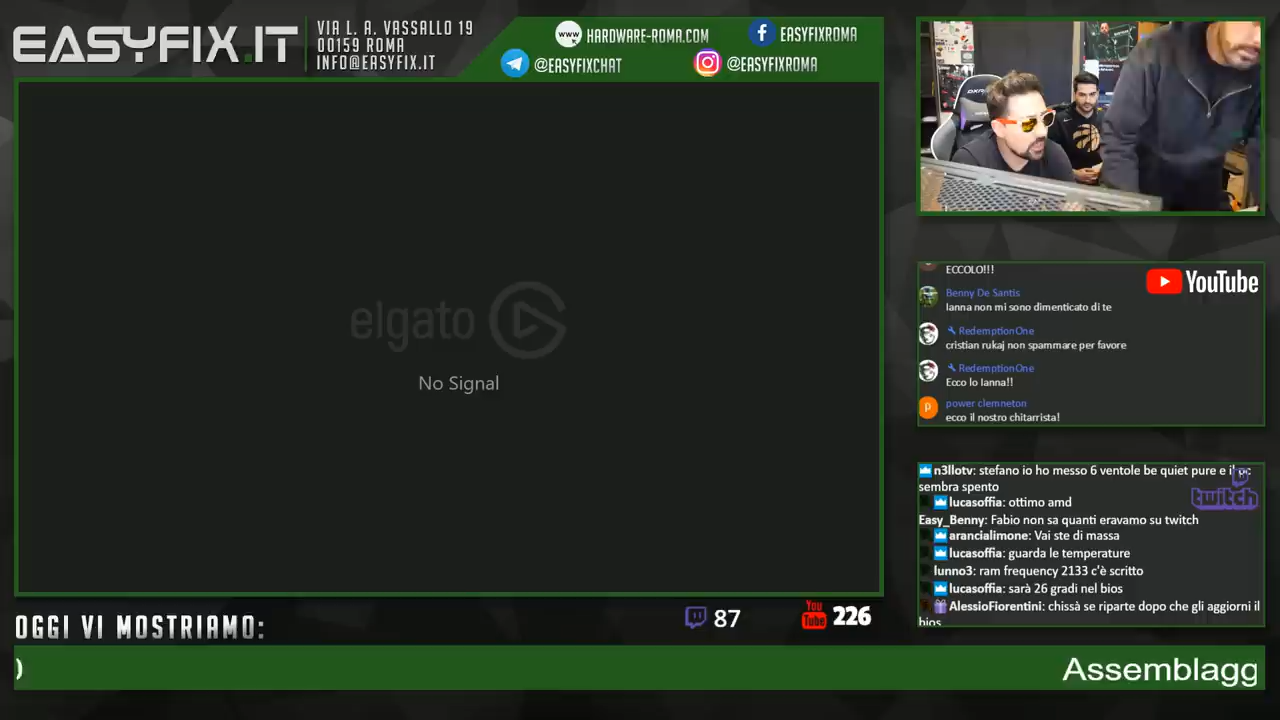 EASYFIX.IT
VIA L. A. VASSALLO 19
00159 ROMA
INFO@EASYFIX.IT
WWW HARDWARE-ROMA.COM
EASYFIXROMA
@EASYFIXCHAT
@EASYFIXROMA
elgato
No Signal
ECCOLO!!!
YouTube
Benny De Santis
Ianna non mi sono dimenticato di te
RedemptionOne
cristian rukaj non spammare per favore
RedemptionOne
Ecco lo Ianna!!
P
power clemneton
ecco il nostro chitarrista!
n3llotv: stefano io ho messo 6 ventole be quiet pure e il pc
sembra spento
twitch
lucasoffia: ottimo amd
Easy_Benny: Fabio non sa quanti eravamo su twitch
arancialimone: Vai ste di massa
lucasoffia: guarda le temperature
lunno3: ram frequency 2133 c'è scritto
lucasoffia: sarà 26 gradi nel bios
AlessioFiorentini: chissà se riparte dopo che gli aggiorni il
bios
OGGI VI MOSTRIAMO:
87
You Tube 226
) Assemblagg